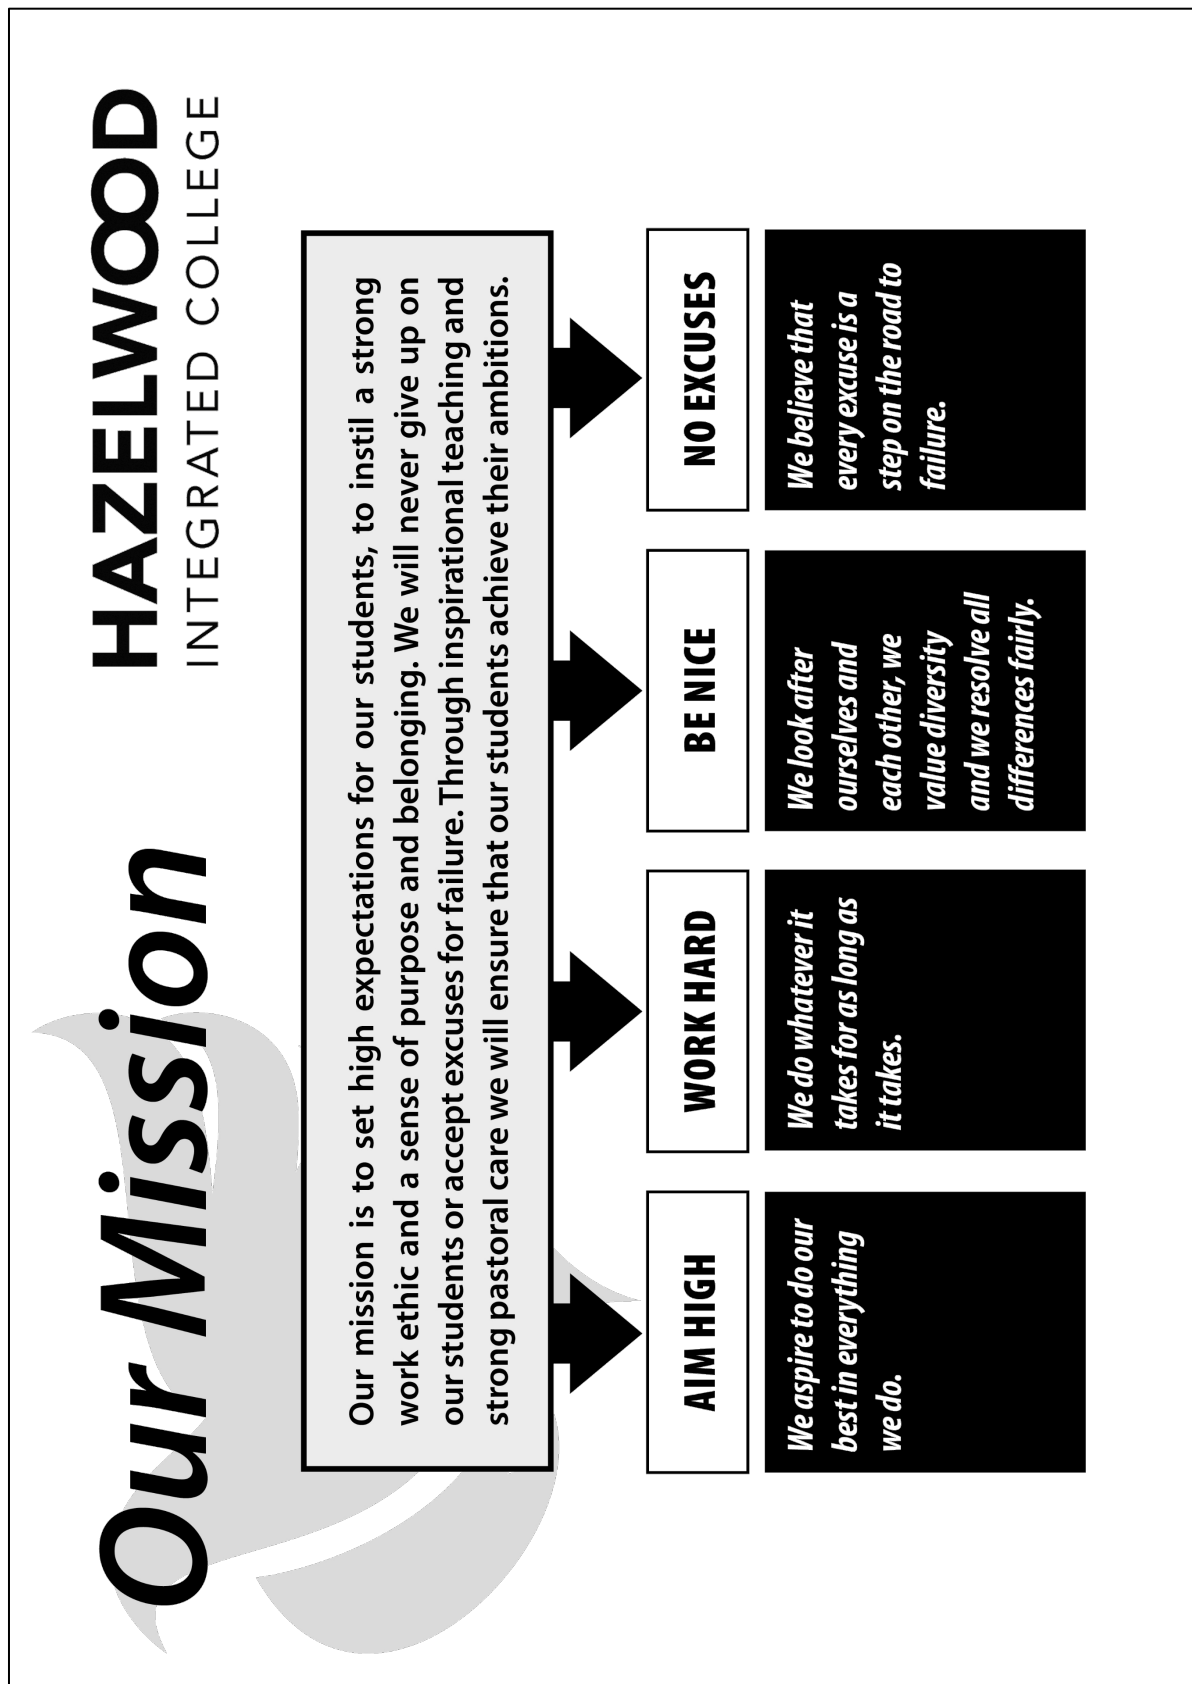 Our Mission
HAZELWOOD
INTEGRATED COLLEGE
Our mission is to set high expectations for our students, to instil a strong
work ethic and a sense of purpose and belonging. We will never give up on
our students or accept excuses for failure. Through inspirational teaching and
strong pastoral care we will ensure that our students achieve their ambitions.
AIM HIGH
We aspire to do our
best in everything
we do.
WORK HARD
We do whatever it
takes for as long as
it takes.
BE NICE
We look after
ourselves and
each other, we
value diversity
and we resolve all
differences fairly.
NO EXCUSES
We believe that
every excuse is a
step on the road to
failure.